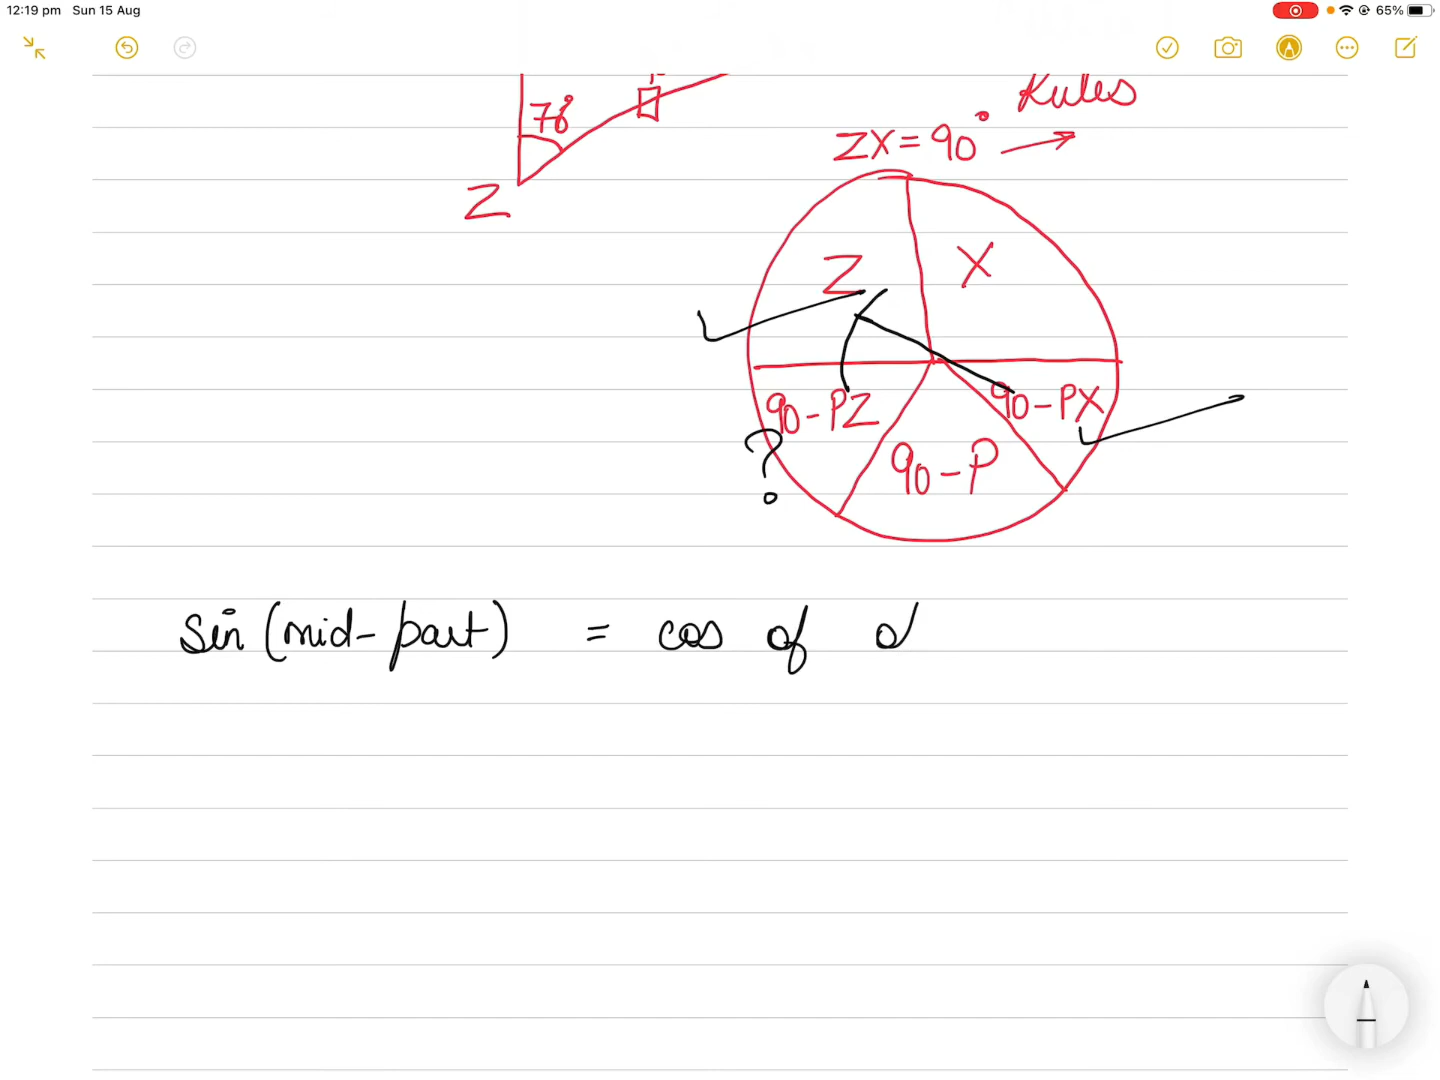 12:19 pm Sun 15 Aug
65%
Rules
ZX = 90° →
78°
Z
Z
X
90 - PZ
90 - PX
90 - P
?
sin (mid-part) = cos of